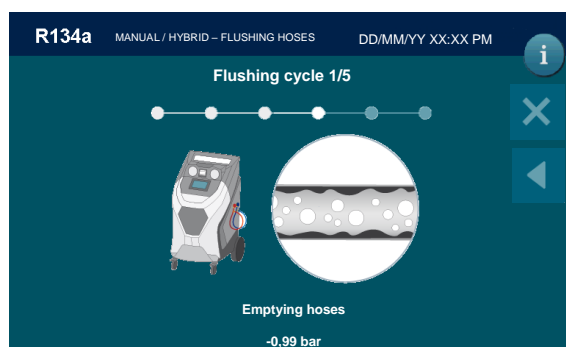 R134a MANUAL / HYBRID – FLUSHING HOSES DD/MM/YY XX:XX PM
i
Flushing cycle 1/5
Emptying hoses
-0,99 bar